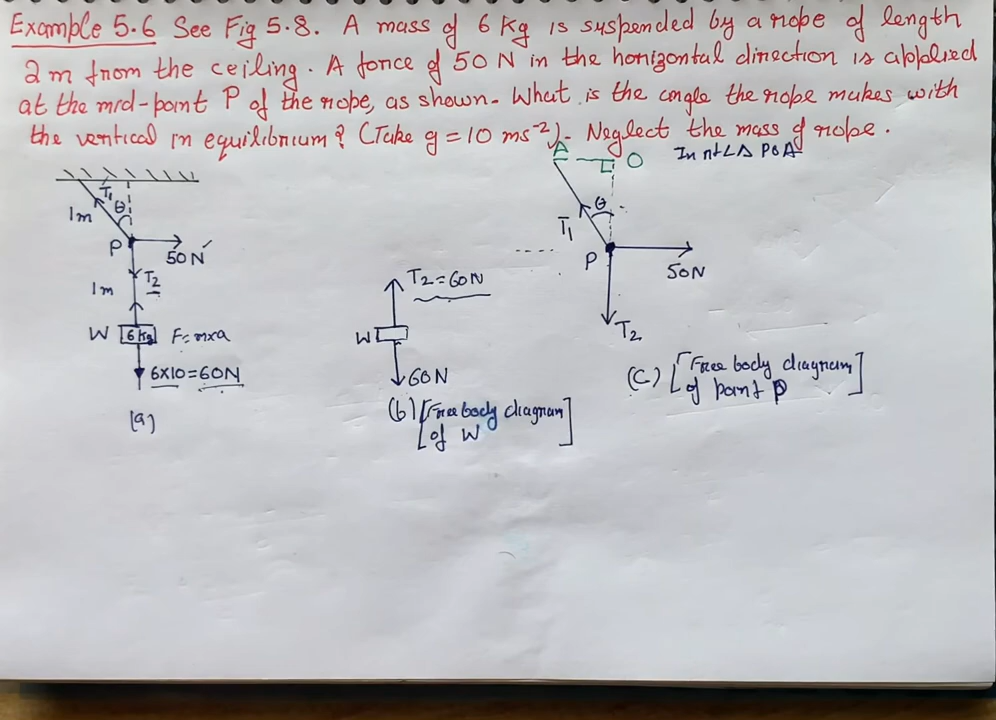 Example 5.6 See Fig 5.8. A mass of 6 Kg is suspended by a rope of length
2m from the ceiling. A force of 50 N in the horizontal direction is applied
at the mid-point P of the rope, as shown. What is the angle the rope makes with
the vertical in equilibrium? (Take g = 10 ms⁻²). Neglect the mass of rope.
A
O
In rt∠△ POA
T₁
θ
1m
P
50N
T₂
1m
W
6 Kg
F = mxa
6x10=60N
(a)
T₂=60N
W
60N
(b) [Free body diagram
of W]
θ
T₁
P
50N
T₂
(C) [Free body diagram
of point P]